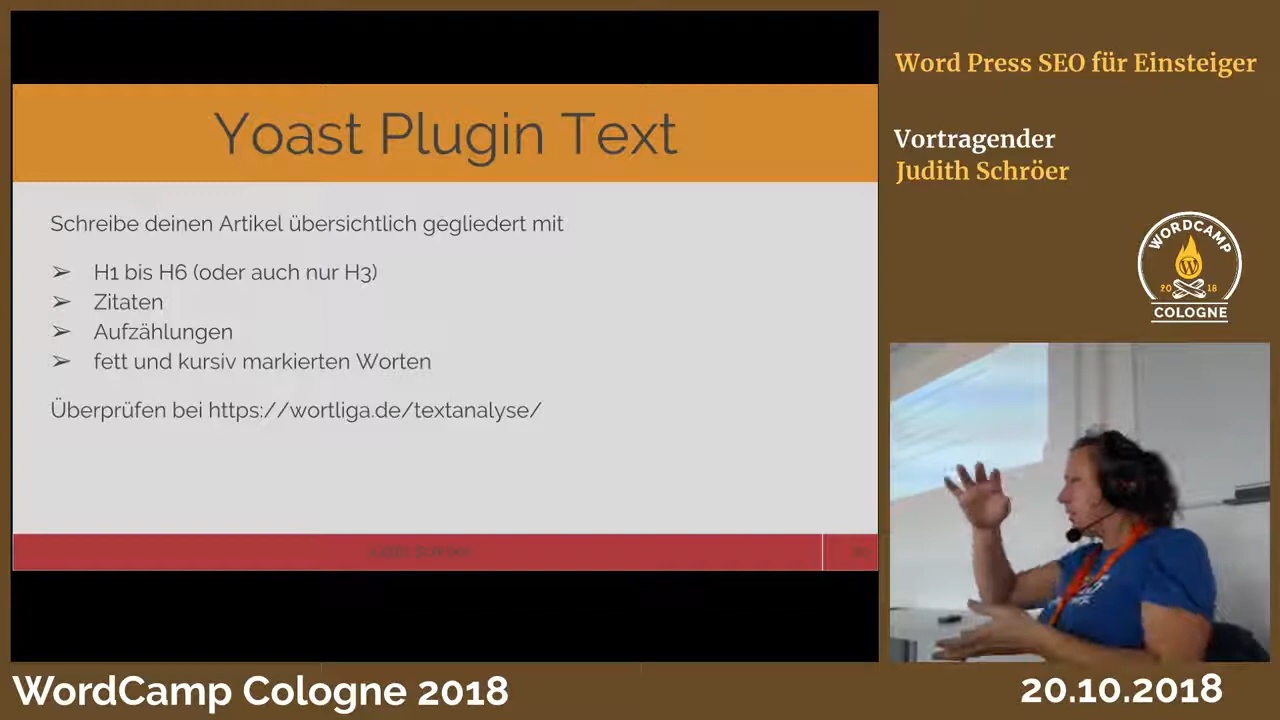 Yoast Plugin Text
Schreibe deinen Artikel übersichtlich gegliedert mit
➢ H1 bis H6 (oder auch nur H3)
➢ Zitaten
➢ Aufzählungen
➢ fett und kursiv markierten Worten
Überprüfen bei https://wortliga.de/textanalyse/
Judith Schröer
Word Press SEO für Einsteiger
Vortragender
Judith Schröer
WORDCAMP
2018
COLOGNE
WordCamp Cologne 2018
20.10.2018